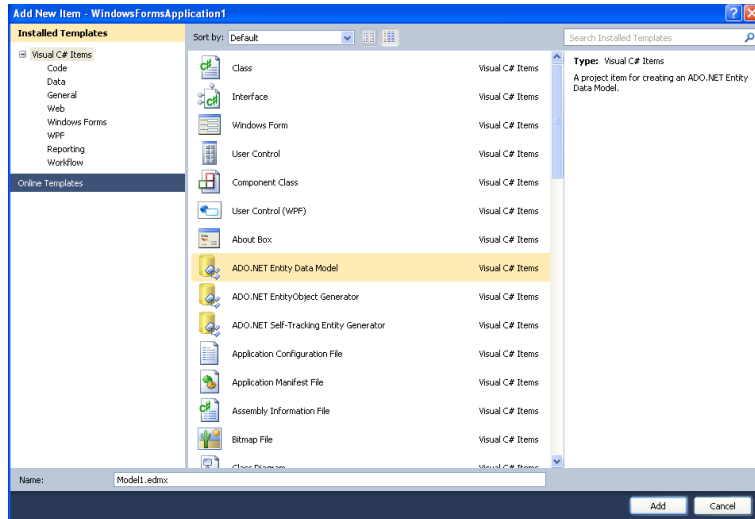 Add New Item - WindowsFormsApplication1
Installed Templates
Visual C# Items
Code
Data
General
Web
Windows Forms
WPF
Reporting
Workflow
Online Templates
Sort by: Default
Search Installed Templates
Class Visual C# Items
Interface Visual C# Items
Windows Form Visual C# Items
User Control Visual C# Items
Component Class Visual C# Items
User Control (WPF) Visual C# Items
About Box Visual C# Items
ADO.NET Entity Data Model Visual C# Items
ADO.NET EntityObject Generator Visual C# Items
ADO.NET Self-Tracking Entity Generator Visual C# Items
Application Configuration File Visual C# Items
Application Manifest File Visual C# Items
Assembly Information File Visual C# Items
Bitmap File Visual C# Items
Class Diagram Visual C# Items
Type: Visual C# Items
A project item for creating an ADO.NET Entity
Data Model.
Name: Model1.edmx
Add Cancel